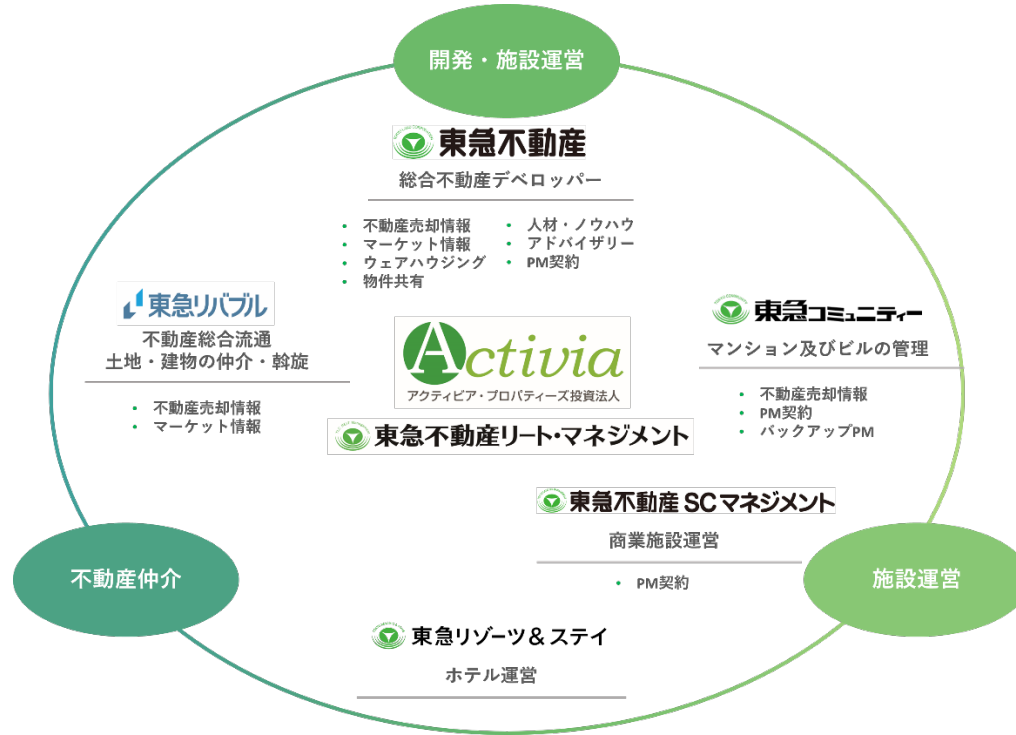 開発・施設運営
東急不動産
総合不動産デベロッパー
• 不動産売却情報
• マーケット情報
• ウェアハウジング
• 物件共有
• 人材・ノウハウ
• アドバイザリー
• PM契約
東急リバブル
不動産総合流通
土地・建物の仲介・斡旋
• 不動産売却情報
• マーケット情報
Activia
アクティビア・プロパティーズ投資法人
東急不動産リート・マネジメント
東急コミュニティー
マンション及びビルの管理
• 不動産売却情報
• PM契約
• バックアップPM
東急不動産 SC マネジメント
商業施設運営
• PM契約
不動産仲介
施設運営
東急リゾーツ&ステイ
ホテル運営